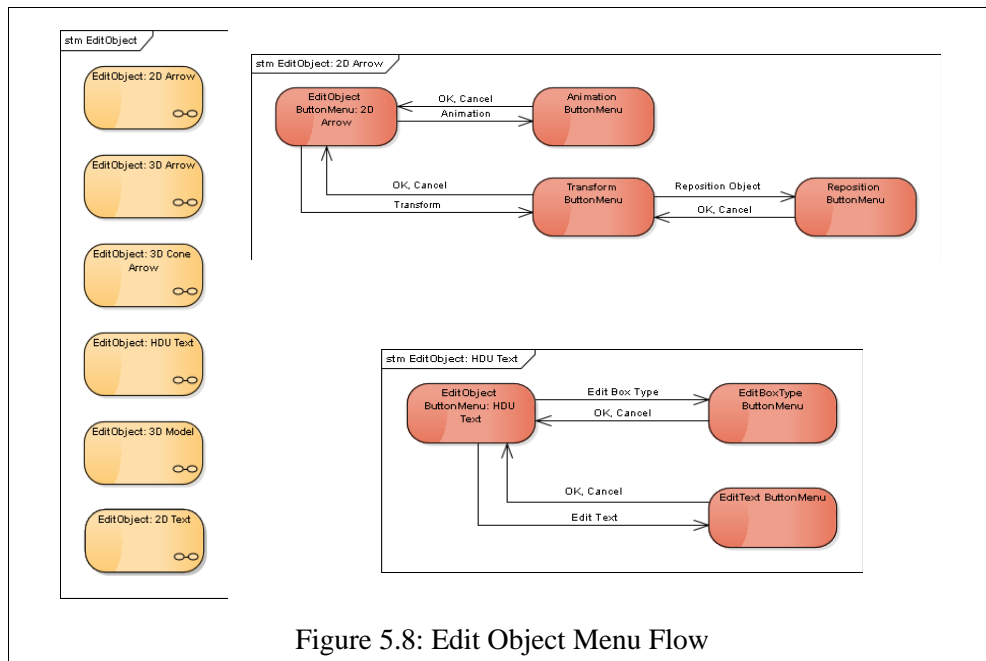 stm EditObject
EditObject: 2D Arrow
EditObject: 3D Arrow
EditObject: 3D Cone
Arrow
EditObject: HDU Text
EditObject: 3D Model
EditObject: 2D Text
stm EditObject: 2D Arrow
EditObject
ButtonMenu: 2D
Arrow
OK, Cancel
Animation
Animation
ButtonMenu
OK, Cancel
Transform
Transform
ButtonMenu
Reposition Object
OK, Cancel
Reposition
ButtonMenu
stm EditObject: HDU Text
EditObject
ButtonMenu: HDU
Text
Edit Box Type
OK, Cancel
EditBoxType
ButtonMenu
OK, Cancel
Edit Text
EditText ButtonMenu
Figure 5.8: Edit Object Menu Flow